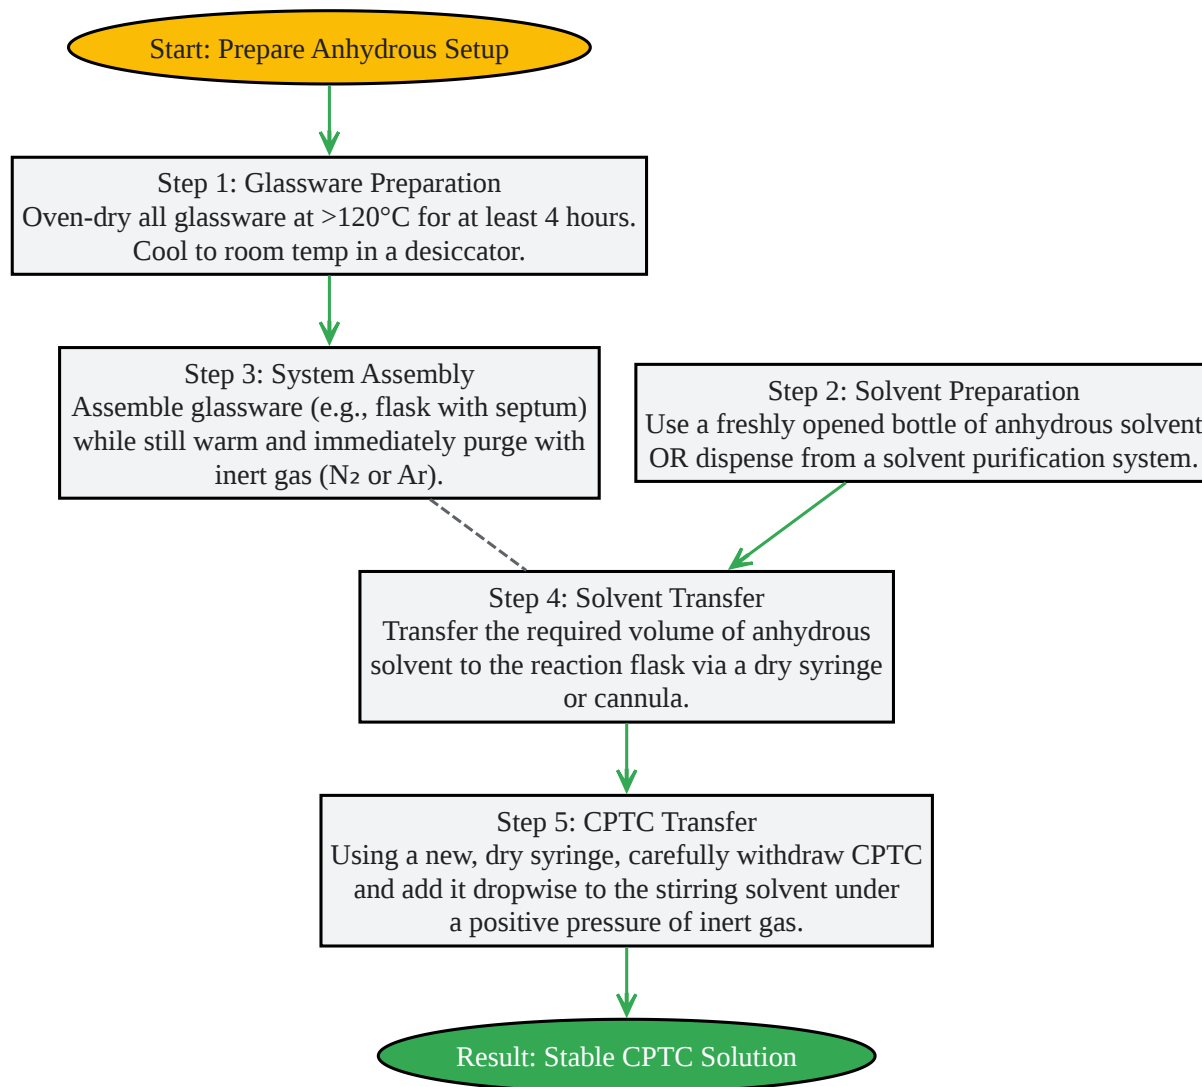 Start: Prepare Anhydrous Setup
Step 1: Glassware Preparation
Oven-dry all glassware at >120°C for at least 4 hours.
Cool to room temp in a desiccator.
Step 3: System Assembly
Assemble glassware (e.g., flask with septum)
while still warm and immediately purge with
inert gas (N₂ or Ar).
Step 2: Solvent Preparation
Use a freshly opened bottle of anhydrous solvent
OR dispense from a solvent purification system.
Step 4: Solvent Transfer
Transfer the required volume of anhydrous
solvent to the reaction flask via a dry syringe
or cannula.
Step 5: CPTC Transfer
Using a new, dry syringe, carefully withdraw CPTC
and add it dropwise to the stirring solvent under
a positive pressure of inert gas.
Result: Stable CPTC Solution